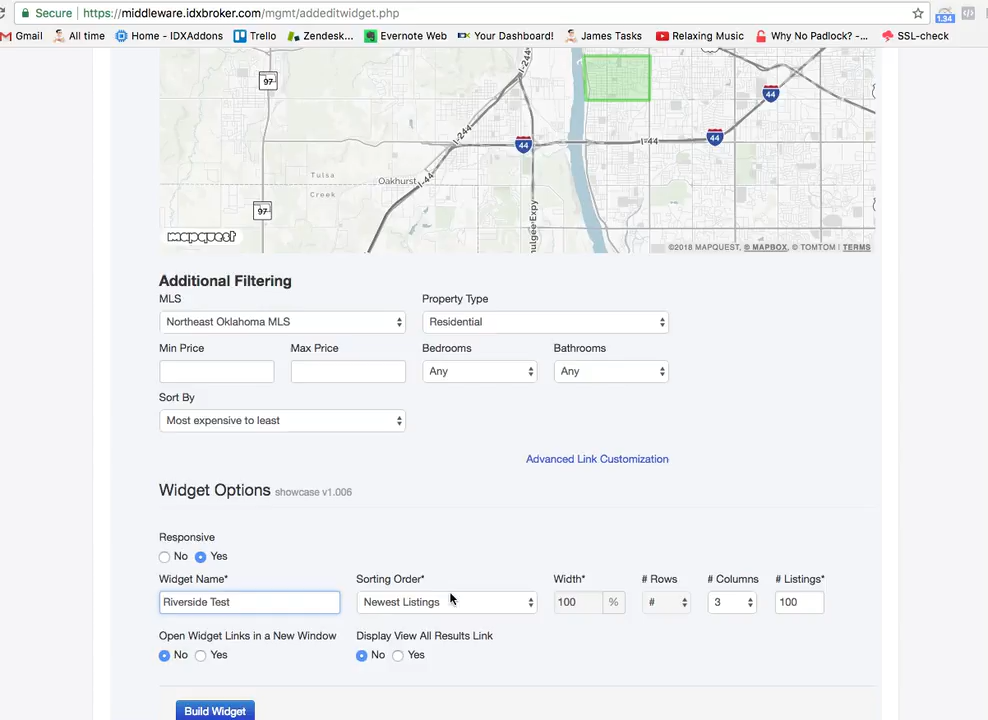 Secure https://middleware.idxbroker.com/mgmt/addeditwidget.php
1.34
Gmail All time Home - IDXAddons Trello Zendesk... Evernote Web Your Dashboard! James Tasks Relaxing Music Why No Padlock? -... SSL-check
97
I-244
44
I-244
44
I-44
Oakhurst
I-44
Tulsa
Creek
97
mapquest
©2018 MAPQUEST, © MAPBOX, © TOMTOM | TERMS
Additional Filtering
MLS Property Type
Northeast Oklahoma MLS Residential
Min Price Max Price Bedrooms Bathrooms
Any Any
Sort By
Most expensive to least
Advanced Link Customization
Widget Options showcase v1.006
Responsive
No Yes
Widget Name* Sorting Order* Width* # Rows # Columns # Listings*
Riverside Test Newest Listings 100 % # 3 100
Open Widget Links in a New Window Display View All Results Link
No Yes No Yes
Build Widget